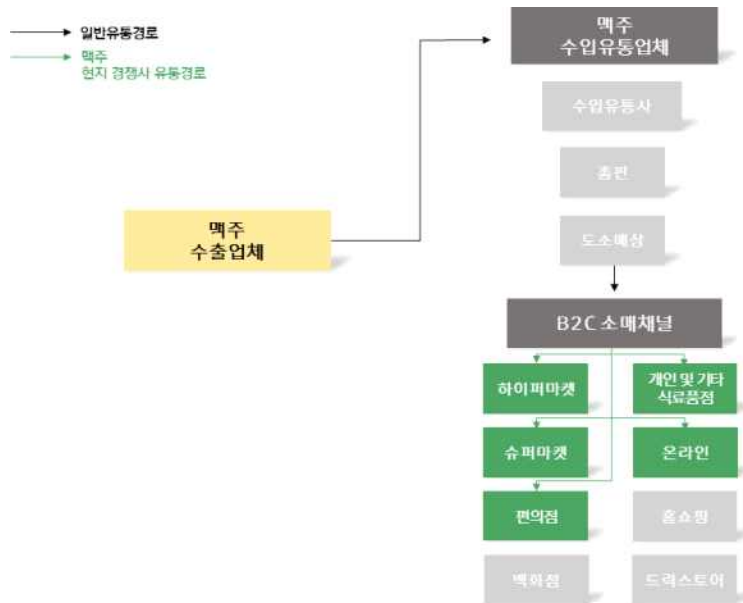 일반유통경로
맥주
현지 경쟁사 유통경로
맥주
수입유통업체
수입유통사
총판
도소매상
맥주
수출업체
B2C 소매채널
하이퍼마켓
개인 및 기타
식료품점
슈퍼마켓
온라인
편의점
홈쇼핑
백화점
드럭스토어